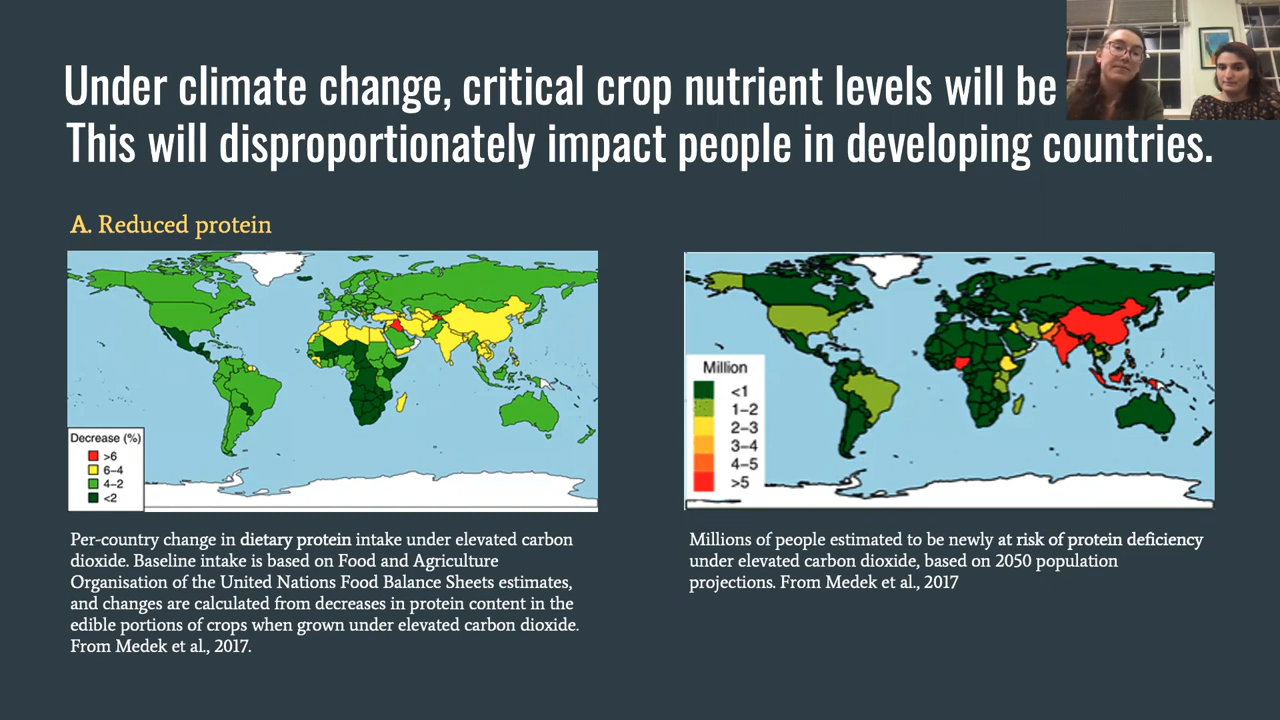 Under climate change, critical crop nutrient levels will be
This will disproportionately impact people in developing countries.
A. Reduced protein
Decrease (%)
>6
6–4
4–2
<2
Million
<1
1–2
2–3
3–4
4–5
>5
Per-country change in dietary protein intake under elevated carbon
dioxide. Baseline intake is based on Food and Agriculture
Organisation of the United Nations Food Balance Sheets estimates,
and changes are calculated from decreases in protein content in the
edible portions of crops when grown under elevated carbon dioxide.
From Medek et al., 2017.
Millions of people estimated to be newly at risk of protein deficiency
under elevated carbon dioxide, based on 2050 population
projections. From Medek et al., 2017